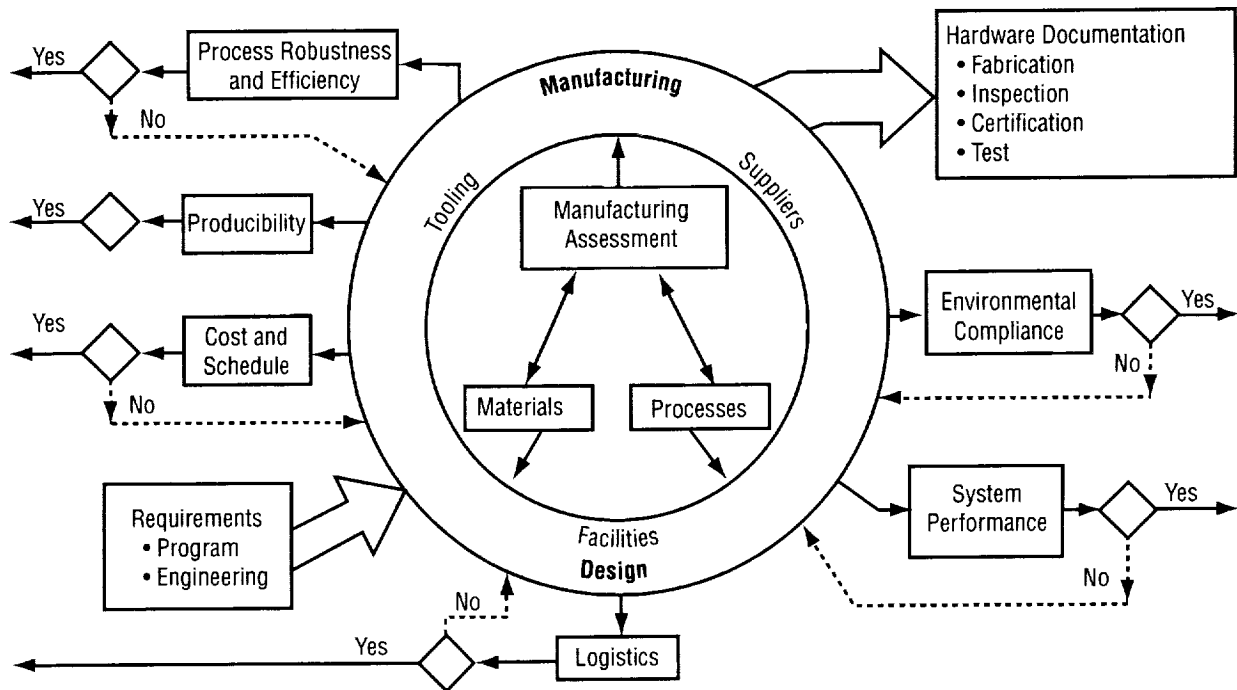 Yes
Process Robustness
and Efficiency
No
Manufacturing
Hardware Documentation
• Fabrication
• Inspection
• Certification
• Test
Tooling
Suppliers
Yes
Producibility
Manufacturing
Assessment
Yes
Cost and
Schedule
No
Environmental
Compliance
Yes
No
Materials
Processes
Requirements
• Program
• Engineering
System
Performance
Yes
No
Facilities
Design
No
Yes
Logistics